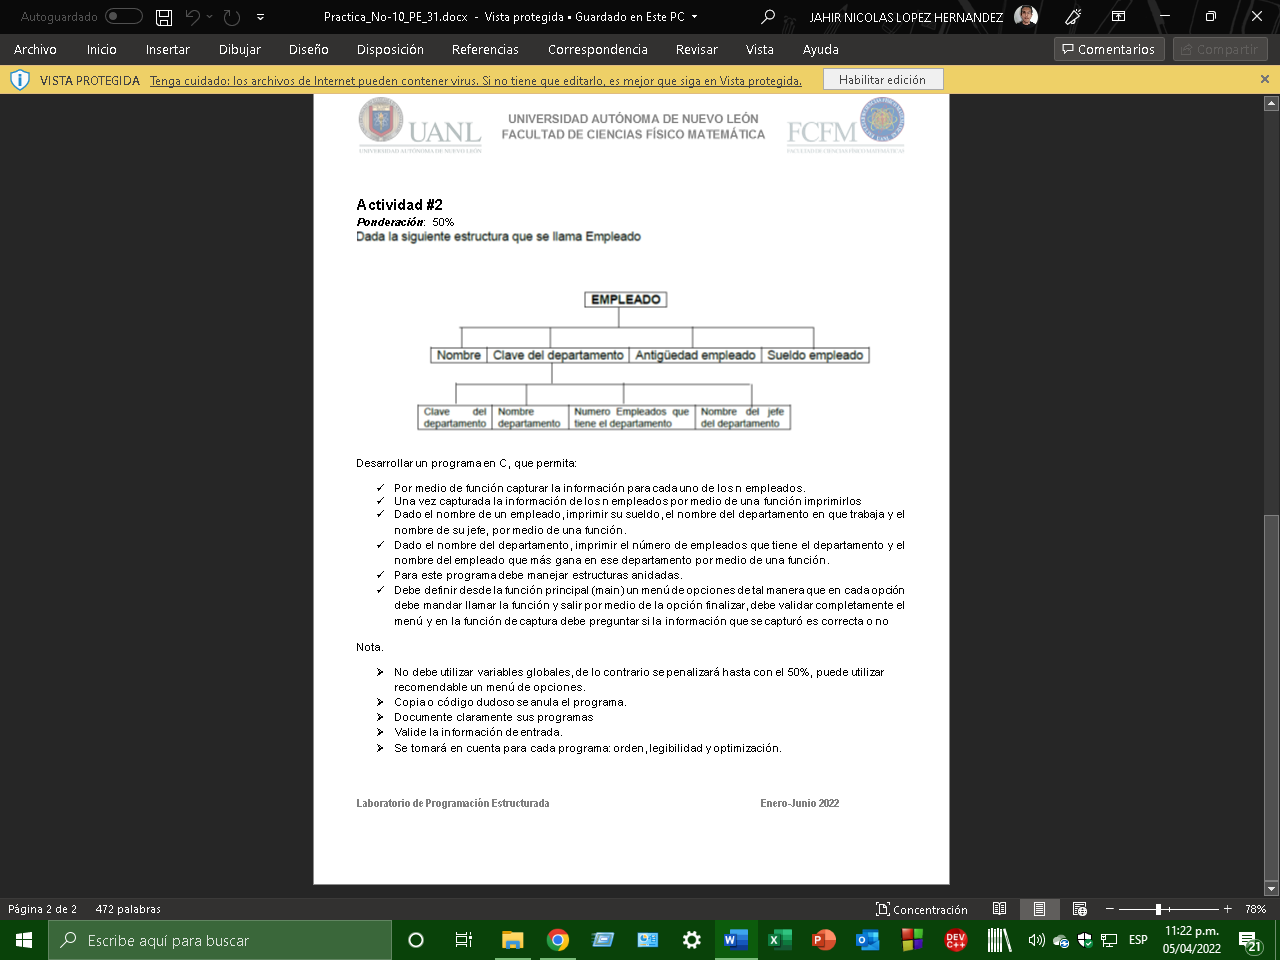 Autoguardado
Practica_No-10_PE_31.docx - Vista protegida • Guardado en Este PC
JAHIR NICOLAS LOPEZ HERNANDEZ
Archivo Inicio Insertar Dibujar Diseño Disposición Referencias Correspondencia Revisar Vista Ayuda Comentarios Compartir
VISTA PROTEGIDA Tenga cuidado: los archivos de Internet pueden contener virus. Si no tiene que editarlo, es mejor que siga en Vista protegida. Habilitar edición
UANL
UNIVERSIDAD AUTÓNOMA DE NUEVO LEÓN
UNIVERSIDAD AUTÓNOMA DE NUEVO LEÓN
FACULTAD DE CIENCIAS FÍSICO MATEMÁTICA
FCFM
FACULTAD DE CIENCIAS FÍSICO MATEMÁTICAS
Actividad #2
Ponderación: 50%
Dada la siguiente estructura que se llama Empleado
EMPLEADO
Nombre Clave del departamento Antigüedad empleado Sueldo empleado
Clave del departamento
Nombre departamento
Numero Empleados que tiene el departamento
Nombre del jefe del departamento
Desarrollar un programa en C, que permita:
✓ Por medio de función capturar la información para cada uno de los n empleados.
✓ Una vez capturada la información de los n empleados por medio de una función imprimirlos
✓ Dado el nombre de un empleado, imprimir su sueldo, el nombre del departamento en que trabaja y el
nombre de su jefe, por medio de una función.
✓ Dado el nombre del departamento, imprimir el número de empleados que tiene el departamento y el
nombre del empleado que más gana en ese departamento por medio de una función.
✓ Para este programa debe manejar estructuras anidadas.
✓ Debe definir desde la función principal (main) un menú de opciones de tal manera que en cada opción
debe mandar llamar la función y salir por medio de la opción finalizar, debe validar completamente el
menú y en la función de captura debe preguntar si la información que se capturó es correcta o no
Nota.
➢ No debe utilizar variables globales, de lo contrario se penalizará hasta con el 50%, puede utilizar
recomendable un menú de opciones.
➢ Copia o código dudoso se anula el programa.
➢ Documente claramente sus programas
➢ Valide la información de entrada.
➢ Se tomará en cuenta para cada programa: orden, legibilidad y optimización.
Laboratorio de Programación Estructurada Enero-Junio 2022
Página 2 de 2 472 palabras Concentración 78%
Escribe aquí para buscar
DEV C++
ESP
11:22 p.m.
05/04/2022
21